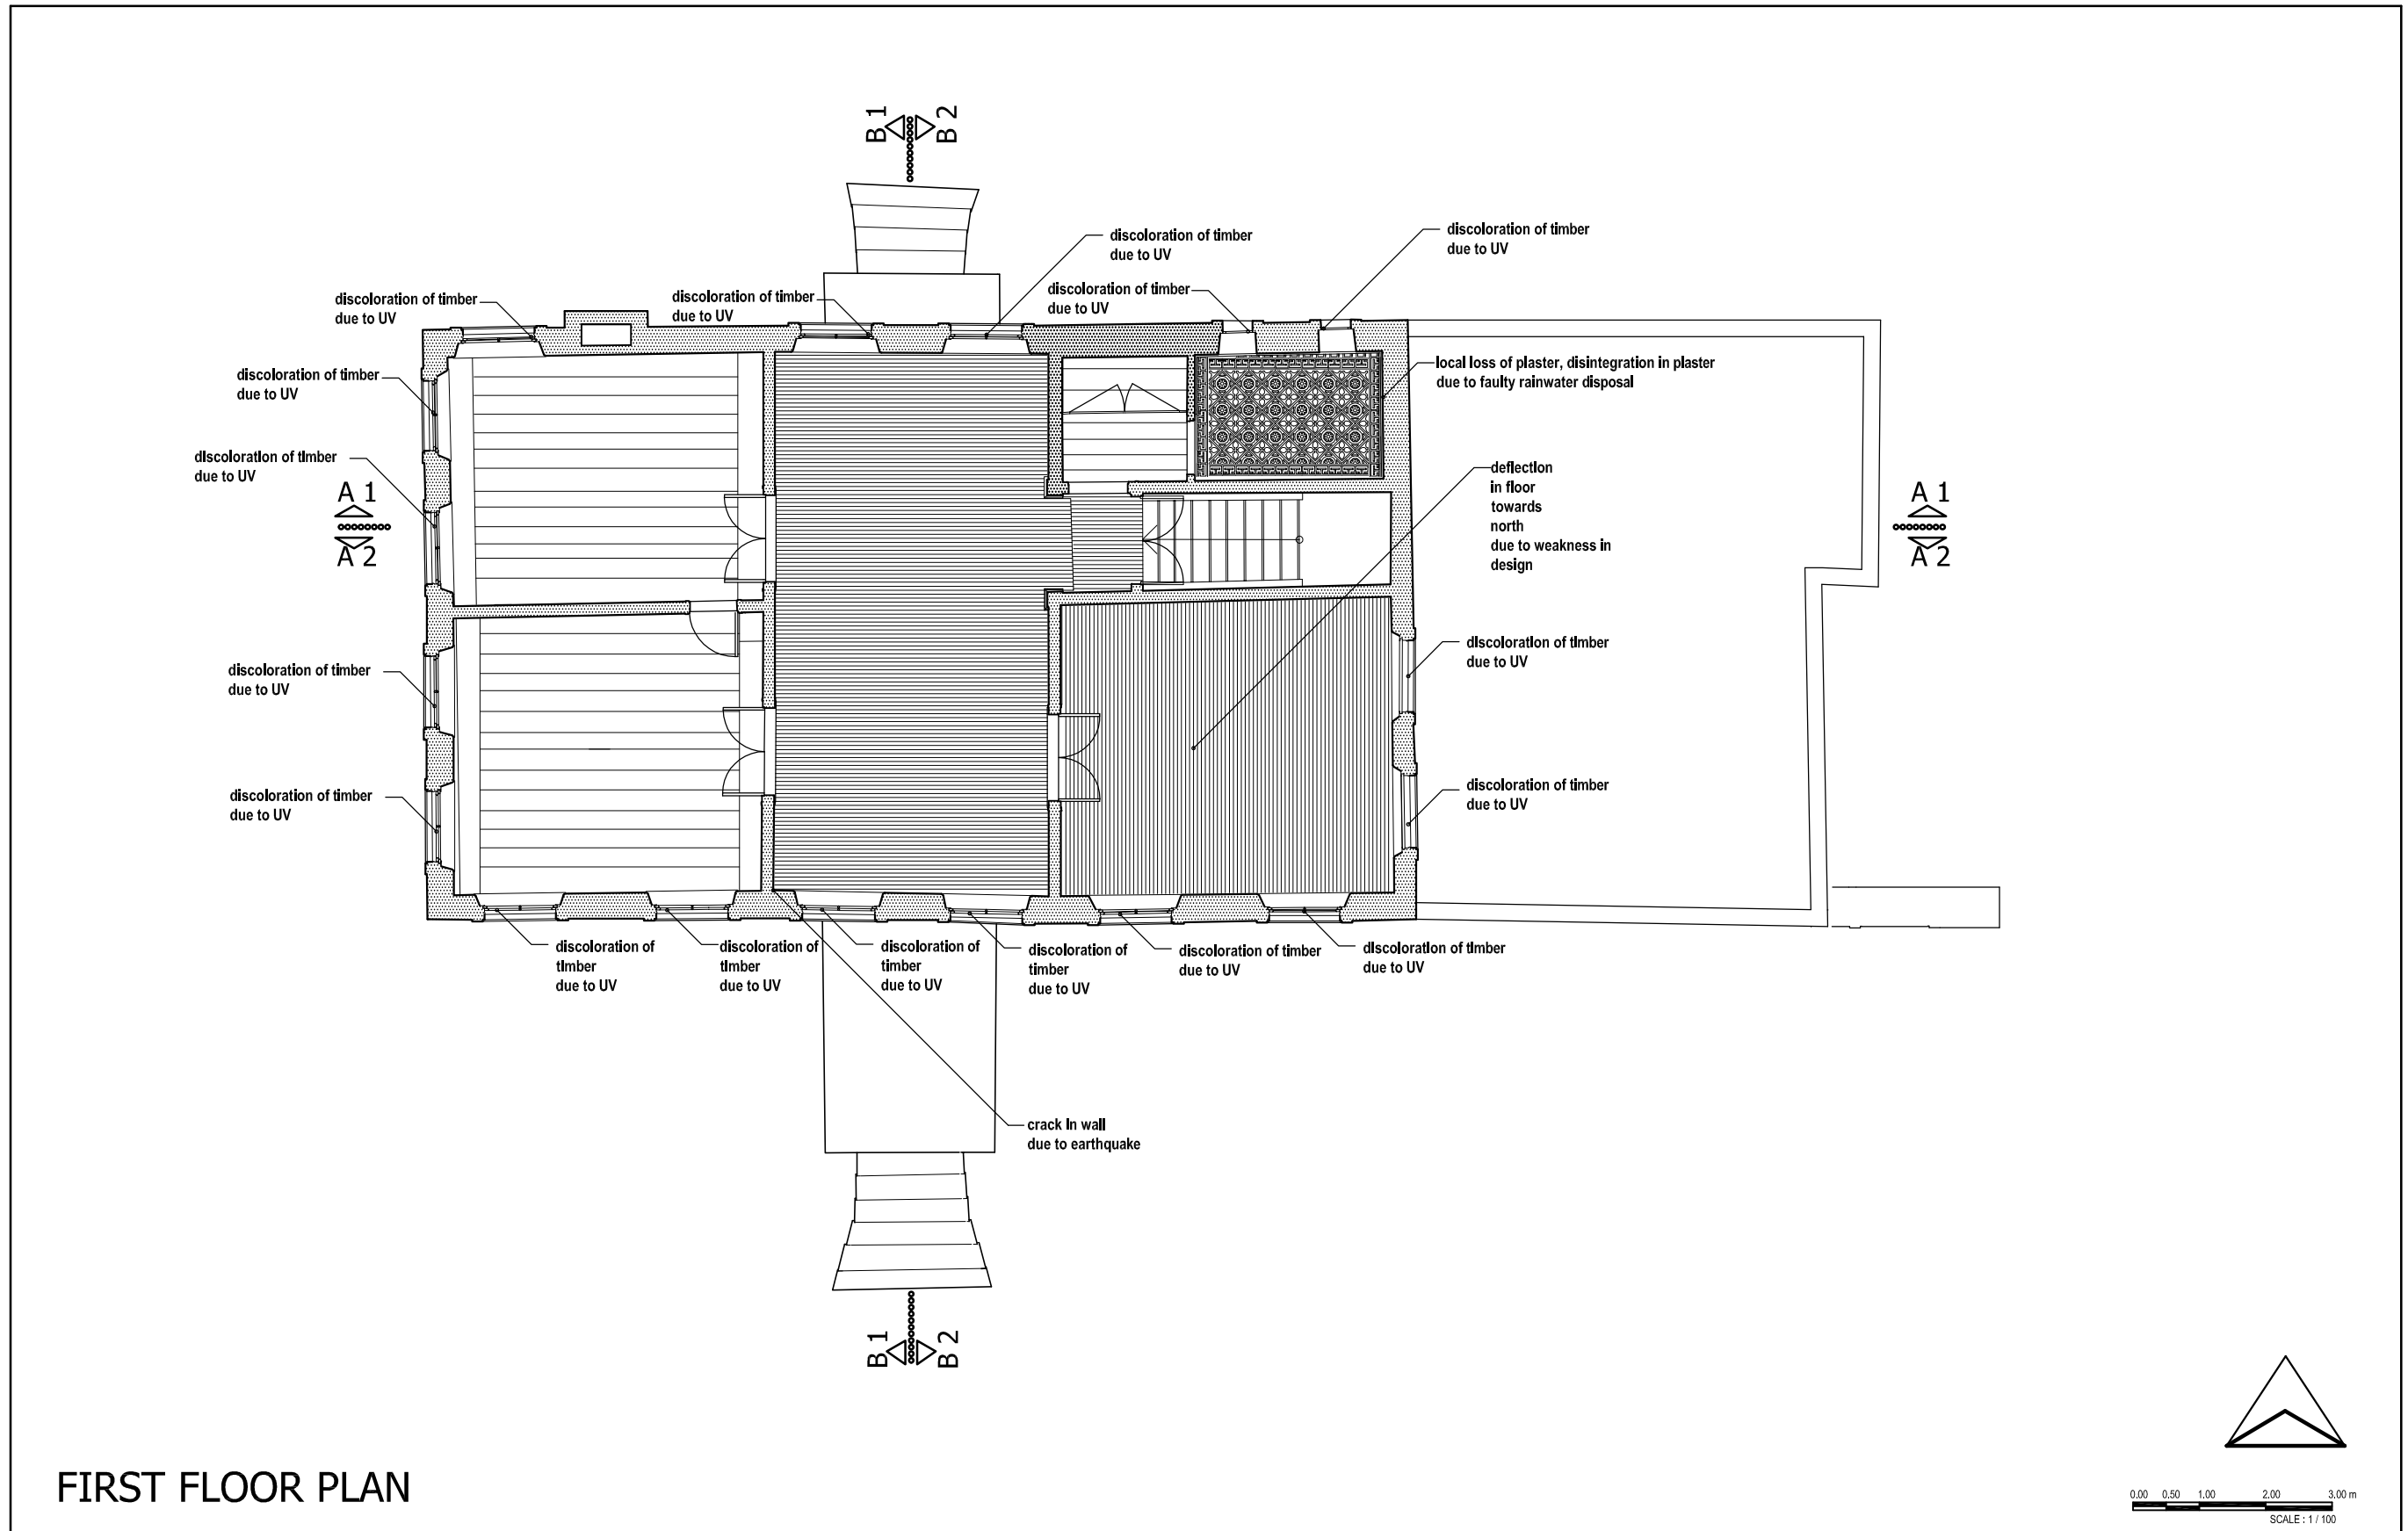 B 1
B 2
discoloration of timber
due to UV
discoloration of timber
due to UV
discoloration of timber
due to UV
discoloration of timber
due to UV
discoloration of timber
due to UV
discoloration of timber
due to UV
local loss of plaster, disintegration in plaster
due to faulty rainwater disposal
discoloration of timber
due to UV
A 1
A 2
deflection
in floor
towards
north
due to weakness in
design
A 1
A 2
discoloration of timber
due to UV
discoloration of timber
due to UV
discoloration of timber
due to UV
discoloration of timber
due to UV
discoloration of
timber
due to UV
discoloration of
timber
due to UV
discoloration of
timber
due to UV
discoloration of
timber
due to UV
discoloration of timber
due to UV
discoloration of timber
due to UV
crack in wall
due to earthquake
B 1
B 2
FIRST FLOOR PLAN
0.00 0.50 1.00 2.00 3.00 m
SCALE : 1 / 100